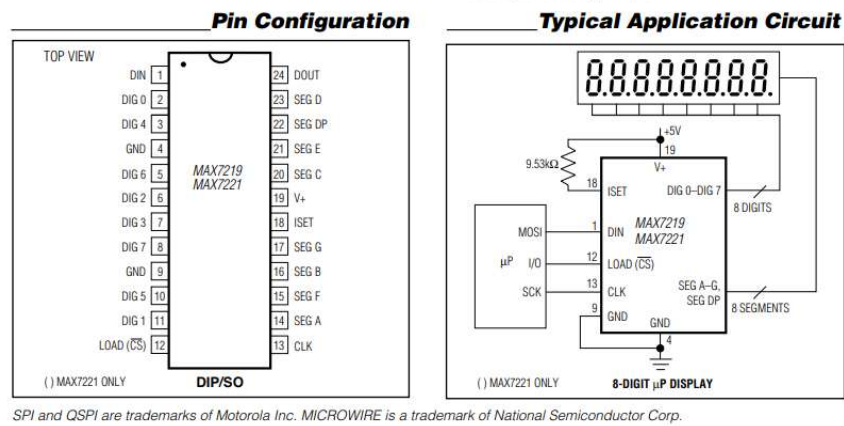 Pin Configuration
TOP VIEW
DIN 1
DIG 0 2
DIG 4 3
GND 4
DIG 6 5
DIG 2 6
DIG 3 7
DIG 7 8
GND 9
DIG 5 10
DIG 1 11
LOAD (CS) 12
MAX7219
MAX7221
24 DOUT
23 SEG D
22 SEG DP
21 SEG E
20 SEG C
19 V+
18 ISET
17 SEG G
16 SEG B
15 SEG F
14 SEG A
13 CLK
( ) MAX7221 ONLY
DIP/SO
Typical Application Circuit
8.8.8.8.8.8.8.8.
+5V
9.53kΩ
19
V+
18
ISET
DIG 0–DIG 7
8 DIGITS
µP
MOSI
I/O
SCK
1
DIN
MAX7219
MAX7221
12
LOAD (CS)
13
CLK
SEG A–G,
SEG DP
8 SEGMENTS
9
GND
GND
4
( ) MAX7221 ONLY
8-DIGIT µP DISPLAY
SPI and QSPI are trademarks of Motorola Inc. MICROWIRE is a trademark of National Semiconductor Corp.